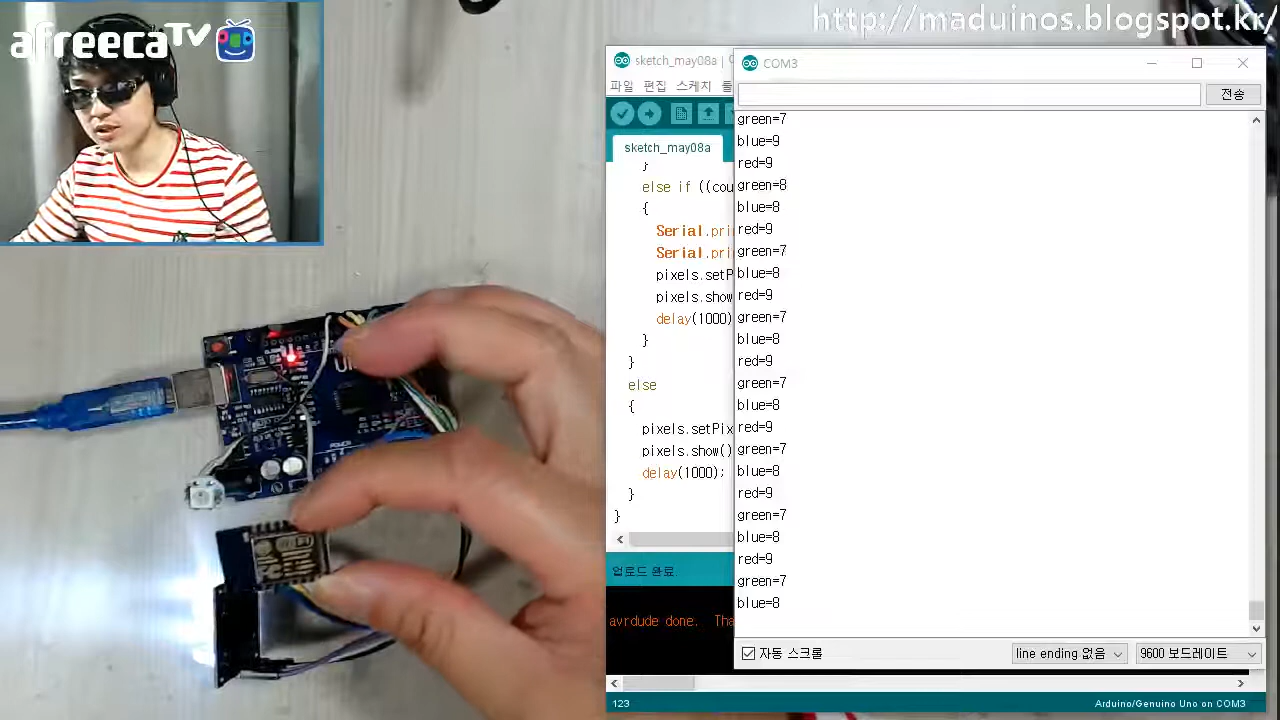 http://maduinos.blogspot.kr/
afreecaTV
sketch_may08a
파일 편집 스케치
COM3
전송
sketch_may08a
}
else if ((cou
{
Serial.pri
Serial.pri
pixels.setP
pixels.show
delay(1000)
}
}
else
{
pixels.setPix
pixels.show()
delay(1000);
}
}
green=7
blue=9
red=9
green=8
blue=8
red=9
green=7
blue=8
red=9
green=7
blue=8
red=9
green=7
blue=8
red=9
green=7
blue=8
red=9
green=7
blue=8
red=9
green=7
blue=8
자동 스크롤
line ending 없음
9600 보드레이트
업로드 완료.
avrdude done. Tha
123
Arduino/Genuino Uno on COM3
POWER